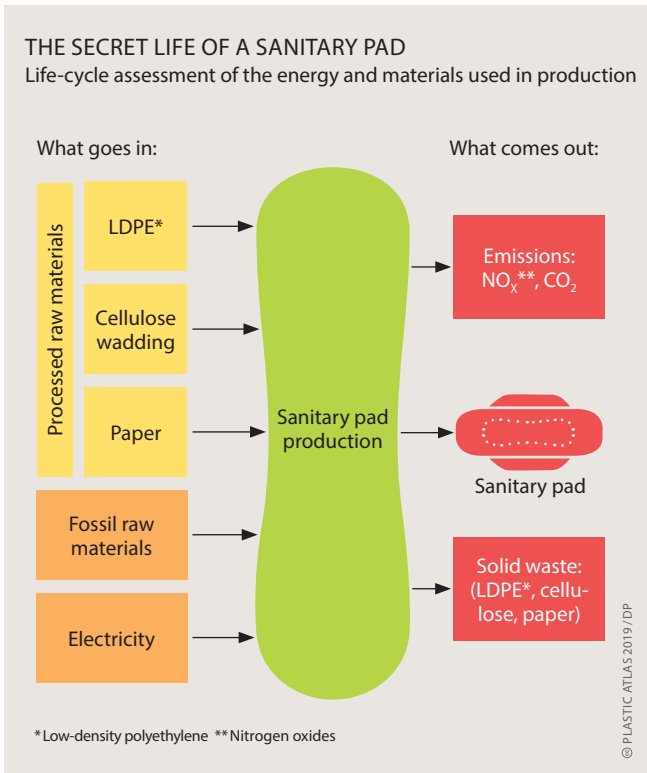 THE SECRET LIFE OF A SANITARY PAD
Life-cycle assessment of the energy and materials used in production
What goes in:
What comes out:
Processed raw materials
LDPE*
Cellulose
wadding
Paper
Fossil raw
materials
Electricity
Sanitary pad
production
Emissions:
NOX**, CO2
Sanitary pad
Solid waste:
(LDPE*, cellu-
lose, paper)
*Low-density polyethylene **Nitrogen oxides
PLASTIC ATLAS 2019 / DP